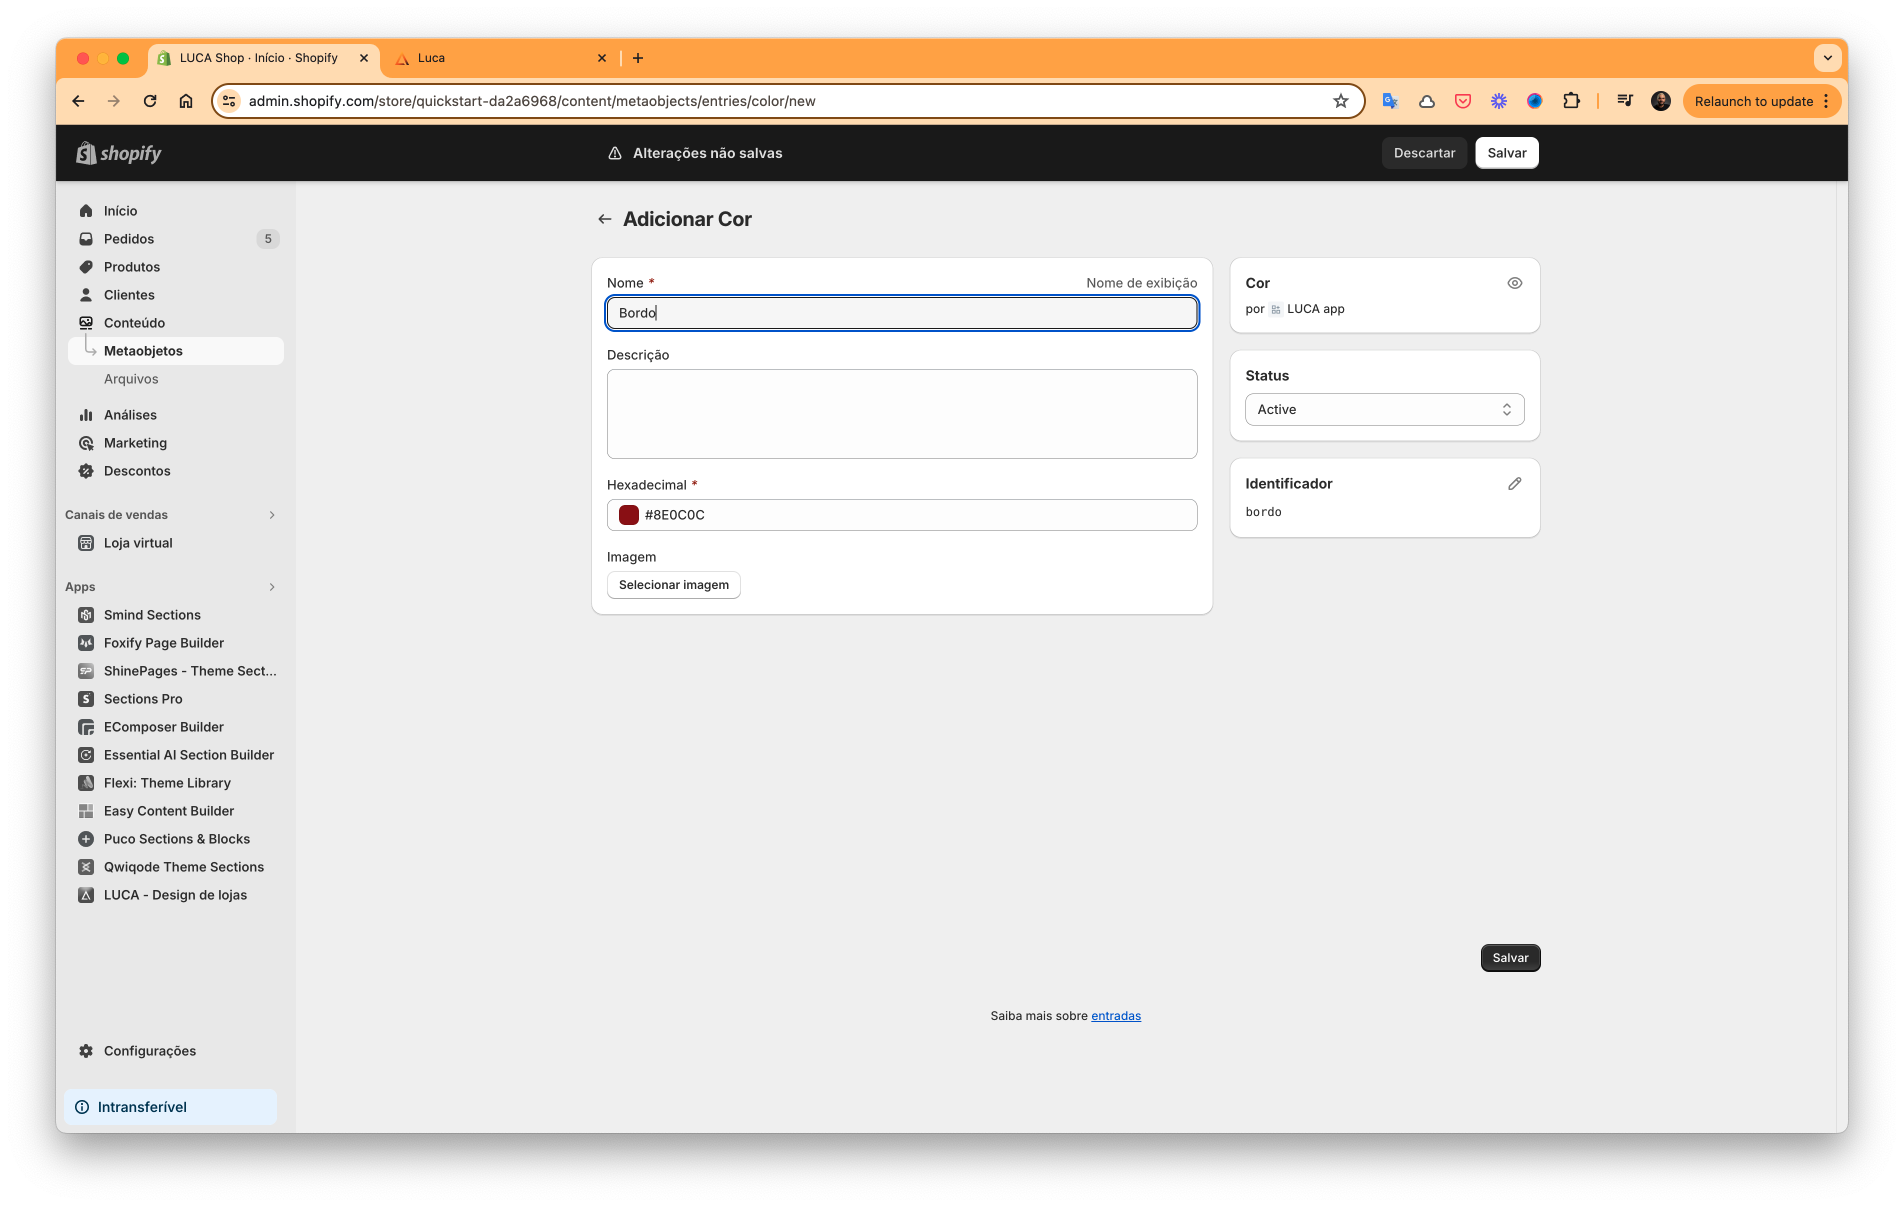 LUCA Shop · Início · Shopify
Luca
admin.shopify.com/store/quickstart-da2a6968/content/metaobjects/entries/color/new
Relaunch to update
shopify
Alterações não salvas
Descartar
Salvar
Início
Pedidos
5
Produtos
Clientes
Conteúdo
Metaobjetos
Arquivos
Análises
Marketing
Descontos
Canais de vendas
Loja virtual
Apps
Smind Sections
Foxify Page Builder
ShinePages - Theme Sect...
Sections Pro
EComposer Builder
Essential AI Section Builder
Flexi: Theme Library
Easy Content Builder
Puco Sections & Blocks
Qwiqode Theme Sections
LUCA - Design de lojas
Configurações
Intransferível
Adicionar Cor
Nome *
Nome de exibição
Bordo
Descrição
Hexadecimal *
#8E0C0C
Imagem
Selecionar imagem
Cor
por LUCA app
Status
Active
Identificador
bordo
Salvar
Saiba mais sobre entradas